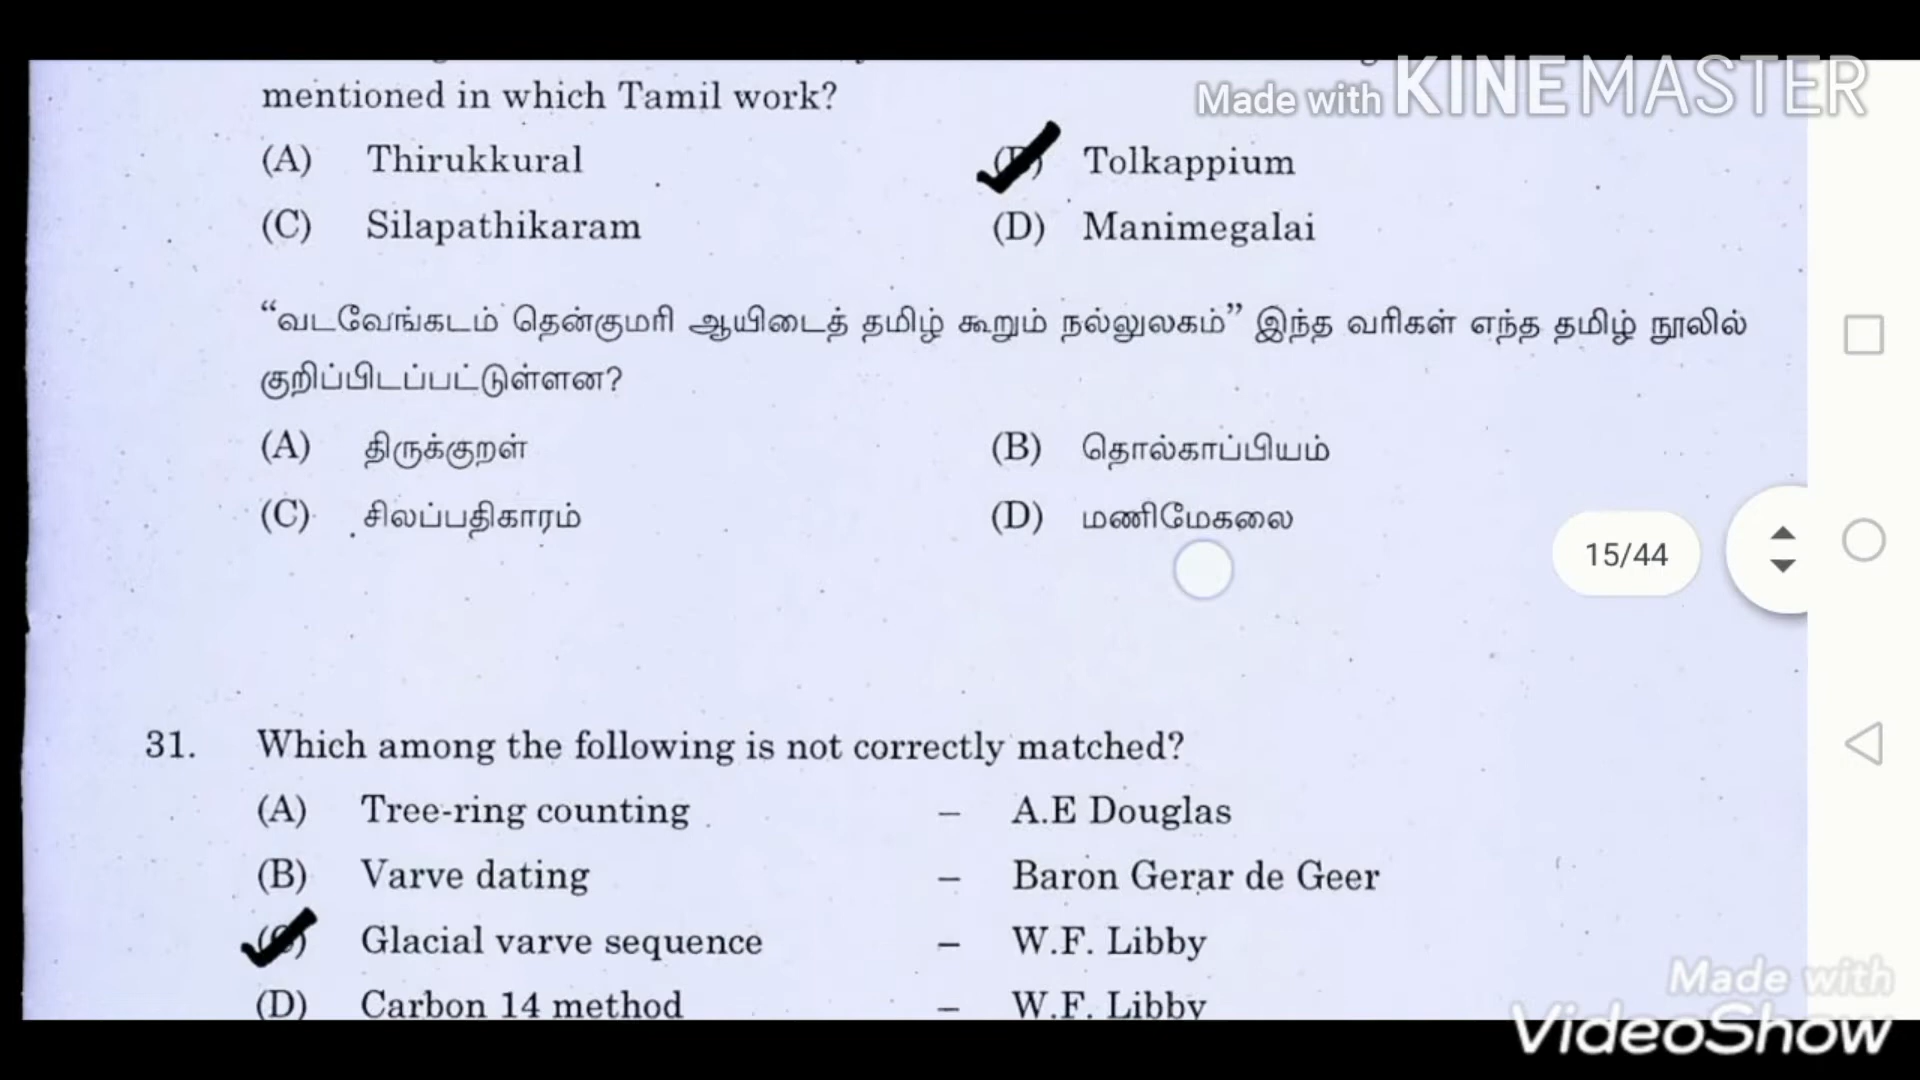 Made with KINEMASTER
mentioned in which Tamil work?
(A) Thirukkural
Tolkappium
(C) Silapathikaram
(D) Manimegalai
“வடவேங்கடம் தென்குமரி ஆயிடைத் தமிழ் கூறும் நல்லுலகம்” இந்த வரிகள் எந்த தமிழ் நூலில்
குறிப்பிடப்பட்டுள்ளன?
(A) திருக்குறள்
(B) தொல்காப்பியம்
(C) சிலப்பதிகாரம்
(D) மணிமேகலை
15/44
31. Which among the following is not correctly matched?
(A) Tree-ring counting – A.E Douglas
(B) Varve dating – Baron Gerar de Geer
(C) Glacial varve sequence – W.F. Libby
(D) Carbon 14 method – W.F. Libby
Made with
VideoShow